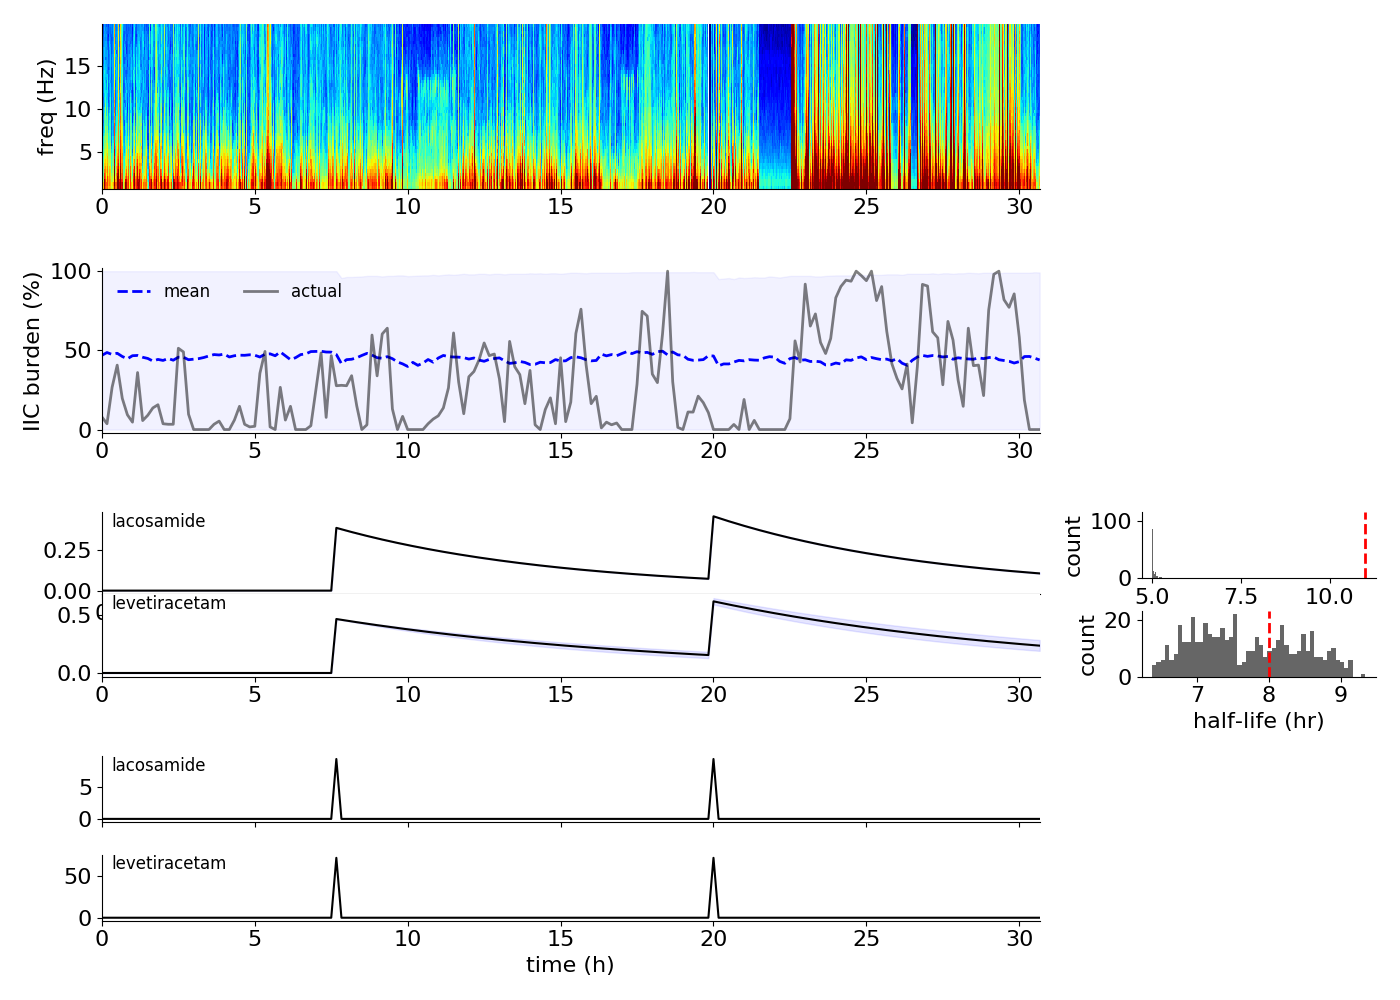 freq (Hz)
15
10
5
0 5 10 15 20 25 30
IIC burden (%)
100
50
0
mean actual
0 5 10 15 20 25 30
lacosamide
0.25
0.00
levetiracetam
0.5
0.0
0 5 10 15 20 25 30
count
100
0
5.0 7.5 10.0
count
20
0
7 8 9
half-life (hr)
lacosamide
5
0
levetiracetam
50
0
0 5 10 15 20 25 30
time (h)